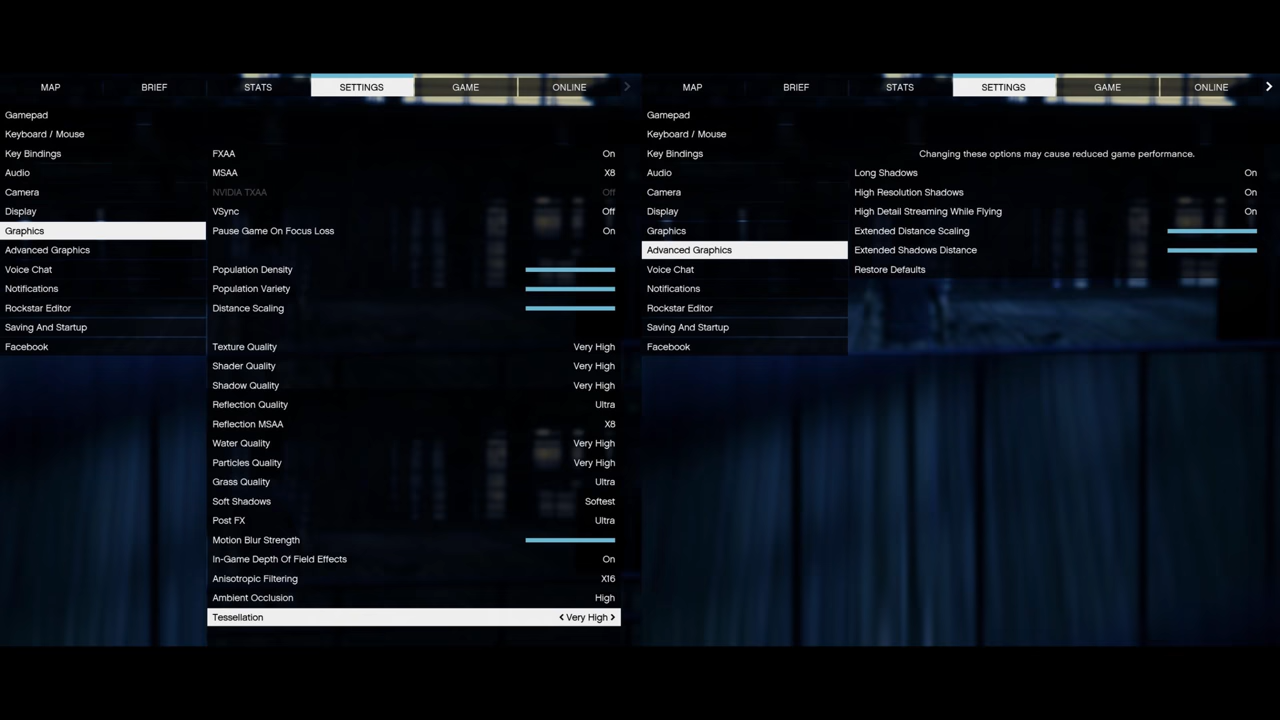 MAP BRIEF STATS SETTINGS GAME ONLINE
Gamepad
Keyboard / Mouse
Key Bindings
Audio
Camera
Display
Graphics
Advanced Graphics
Voice Chat
Notifications
Rockstar Editor
Saving And Startup
Facebook
FXAA On
MSAA X8
NVIDIA TXAA Off
VSync Off
Pause Game On Focus Loss On
Population Density
Population Variety
Distance Scaling
Texture Quality Very High
Shader Quality Very High
Shadow Quality Very High
Reflection Quality Ultra
Reflection MSAA X8
Water Quality Very High
Particles Quality Very High
Grass Quality Ultra
Soft Shadows Softest
Post FX Ultra
Motion Blur Strength
In-Game Depth Of Field Effects On
Anisotropic Filtering X16
Ambient Occlusion High
Tessellation < Very High >
MAP BRIEF STATS SETTINGS GAME ONLINE >
Gamepad
Keyboard / Mouse
Key Bindings
Audio
Camera
Display
Graphics
Advanced Graphics
Voice Chat
Notifications
Rockstar Editor
Saving And Startup
Facebook
Changing these options may cause reduced game performance.
Long Shadows On
High Resolution Shadows On
High Detail Streaming While Flying On
Extended Distance Scaling
Extended Shadows Distance
Restore Defaults